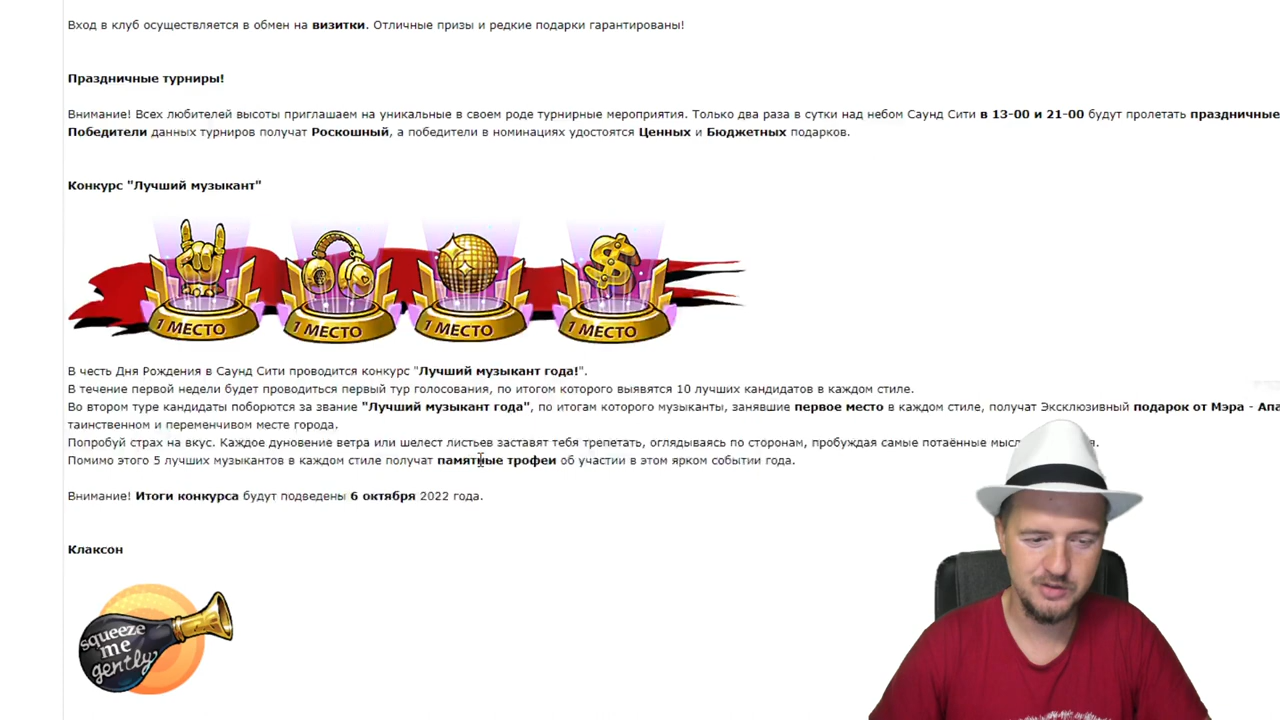 Вход в клуб осуществляется в обмен на визитки. Отличные призы и редкие подарки гарантированы!
Праздничные турниры!
Внимание! Всех любителей высоты приглашаем на уникальные в своем роде турнирные мероприятия. Только два раза в сутки над небом Саунд Сити в 13-00 и 21-00 будут пролетать праздничные
Победители данных турниров получат Роскошный, а победители в номинациях удостоятся Ценных и Бюджетных подарков.
Конкурс "Лучший музыкант"
1 МЕСТО 1 МЕСТО 1 МЕСТО 1 МЕСТО
В честь Дня Рождения в Саунд Сити проводится конкурс "Лучший музыкант года!".
В течение первой недели будет проводиться первый тур голосования, по итогом которого выявятся 10 лучших кандидатов в каждом стиле.
Во втором туре кандидаты поборются за звание "Лучший музыкант года", по итогам которого музыканты, занявшие первое место в каждом стиле, получат Эксклюзивный подарок от Мэра - Апа
таинственном и переменчивом месте города.
Попробуй страх на вкус. Каждое дуновение ветра или шелест листьев заставят тебя трепетать, оглядываясь по сторонам, пробуждая самые потаённые мысл
Помимо этого 5 лучших музыкантов в каждом стиле получат памятные трофеи об участии в этом ярком событии года.
Внимание! Итоги конкурса будут подведены 6 октября 2022 года.
Клаксон
squeeze
me
gently